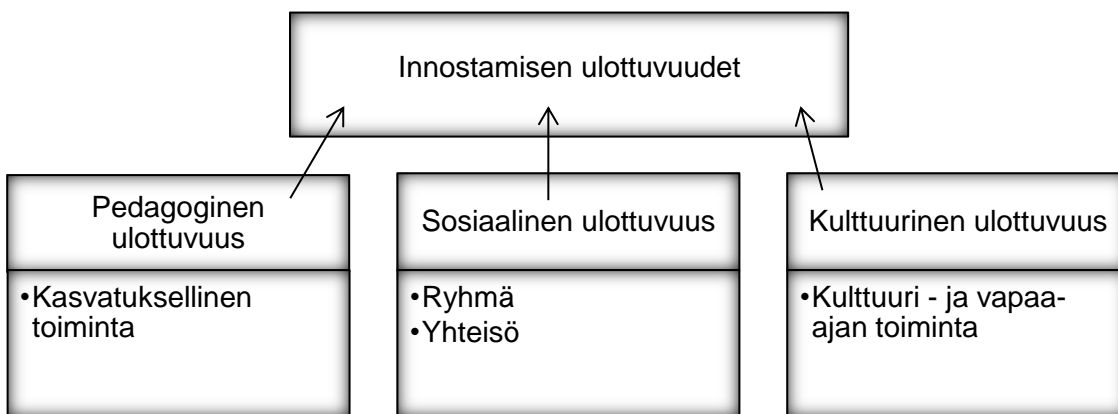 Innostamisen ulottuvuudet
Pedagoginen
ulottuvuus
•Kasvatuksellinen
toiminta
Sosiaalinen ulottuvuus
•Ryhmä
•Yhteisö
Kulttuurinen ulottuvuus
•Kulttuuri - ja vapaa-
ajan toiminta